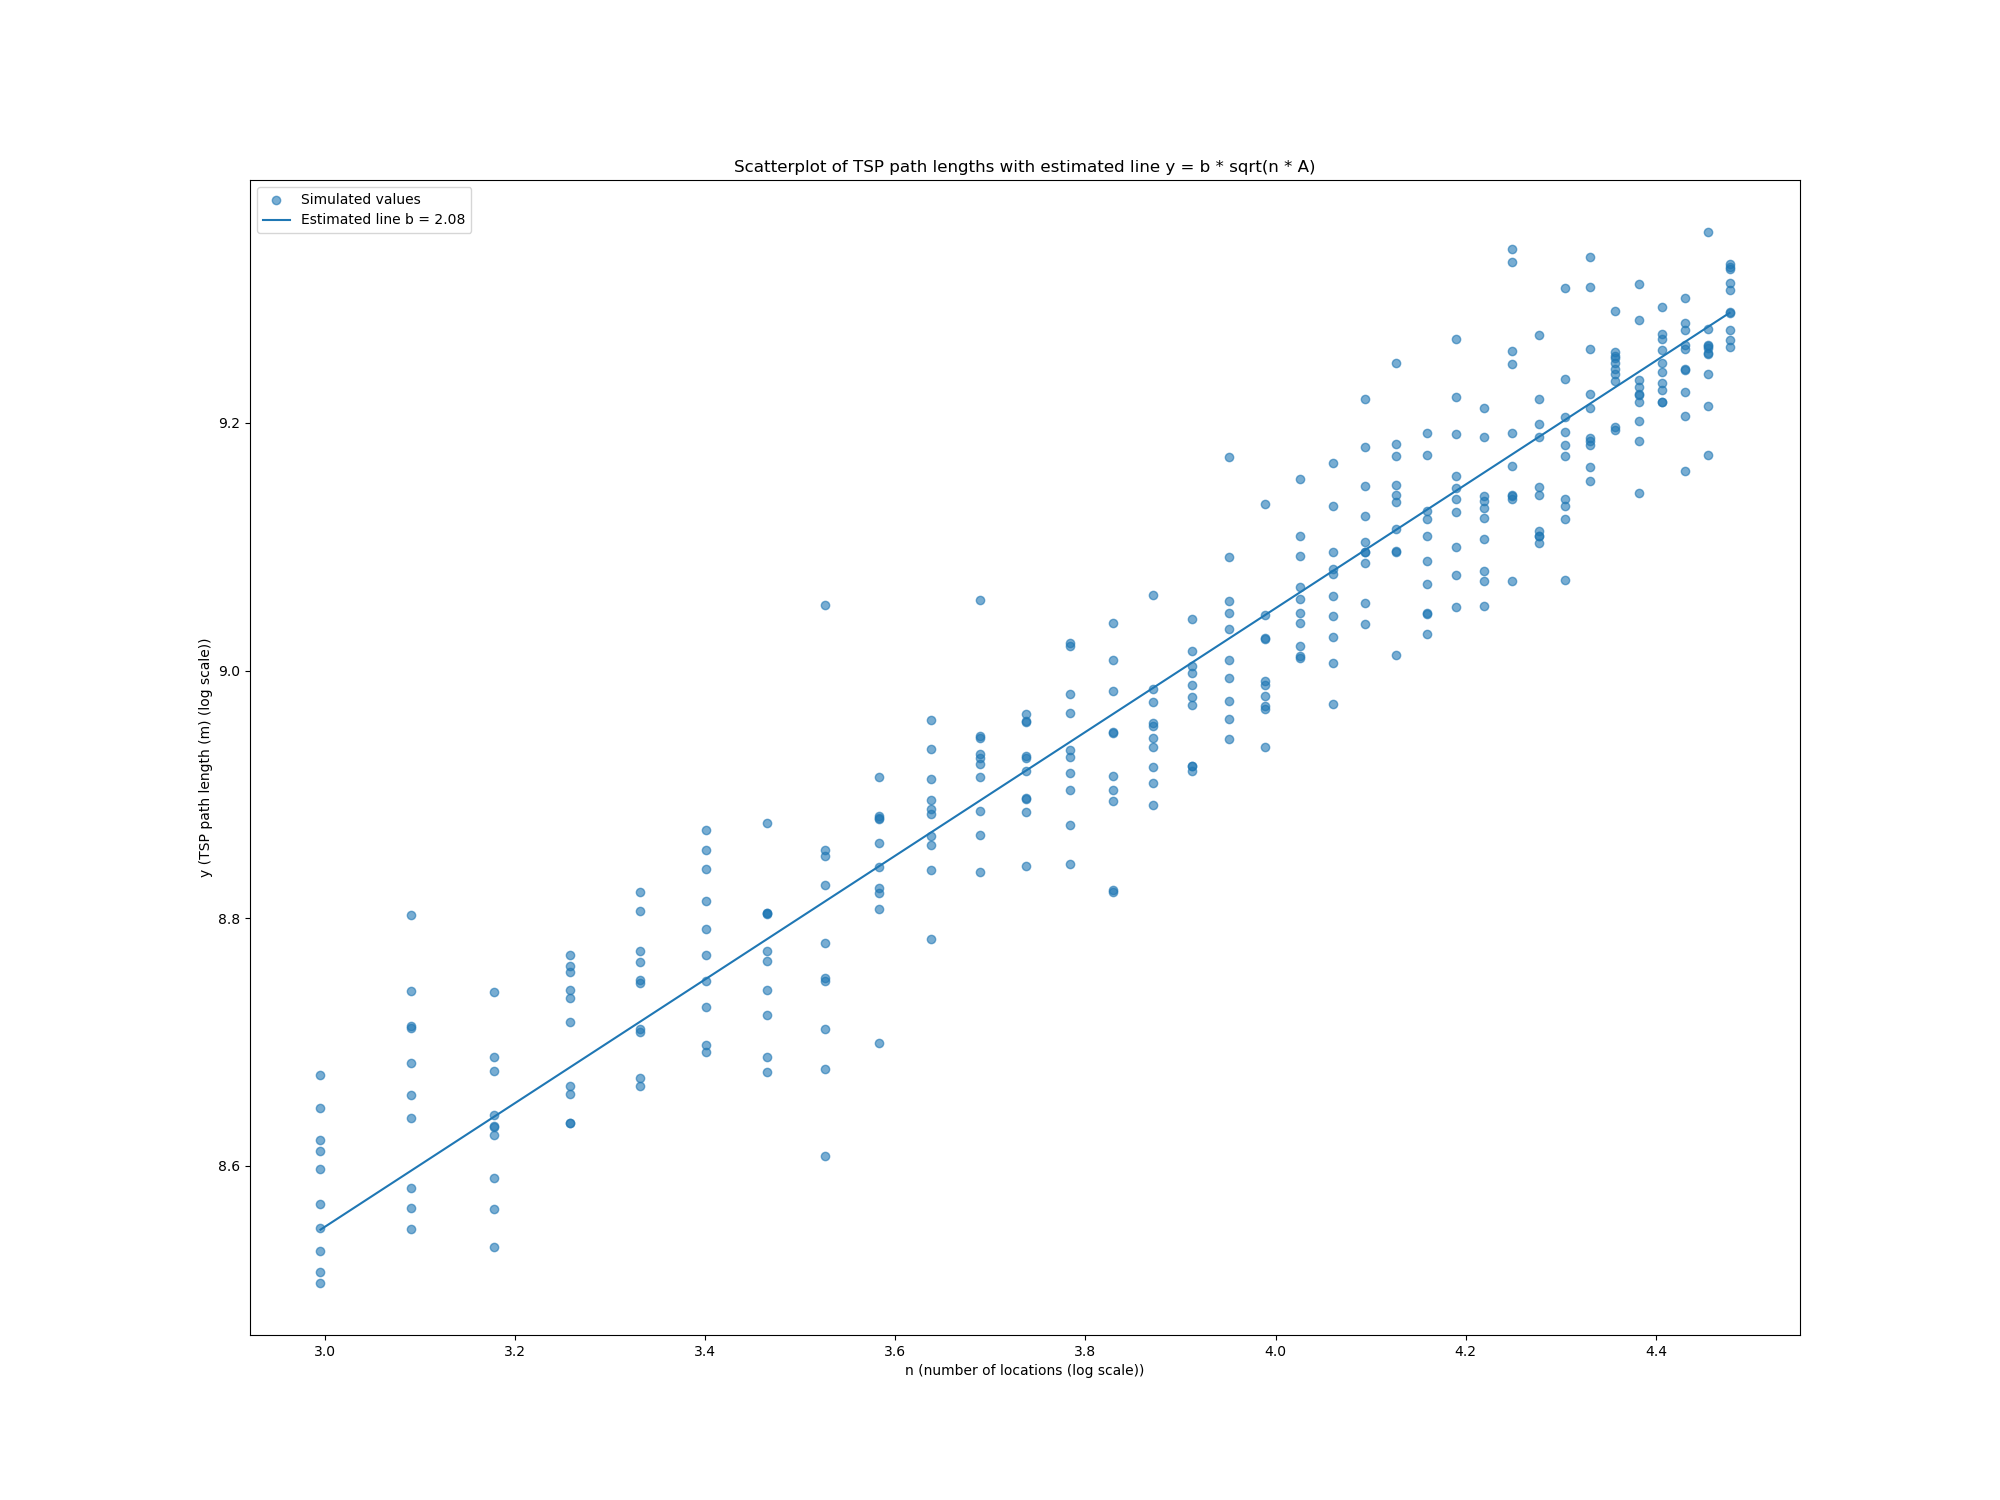 Scatterplot of TSP path lengths with estimated line y = b * sqrt(n * A)
Simulated values
Estimated line b = 2.08
y (TSP path length (m) (log scale))
9.2
9.0
8.8
8.6
3.0 3.2 3.4 3.6 3.8 4.0 4.2 4.4
n (number of locations (log scale))